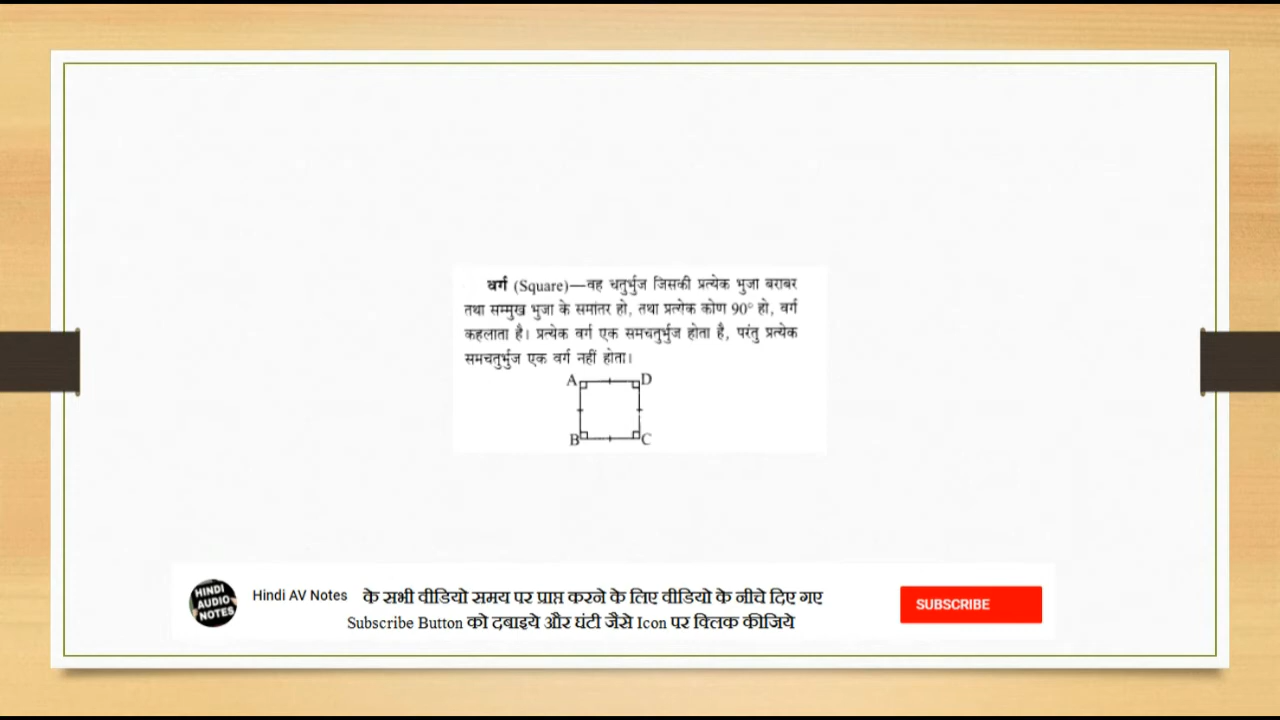 वर्ग (Square)—वह चतुर्भुज जिसकी प्रत्येक भुजा बराबर
तथा सम्मुख भुजा के समांतर हो, तथा प्रत्येक कोण 90° हो, वर्ग
कहलाता है। प्रत्येक वर्ग एक समचतुर्भुज होता है, परंतु प्रत्येक
समचतुर्भुज एक वर्ग नहीं होता।
A D
B C
HINDI
AUDIO
NOTES
Hindi AV Notes के सभी वीडियो समय पर प्राप्त करने के लिए वीडियो के नीचे दिए गए
Subscribe Button को दबाइये और घंटी जैसे Icon पर क्लिक कीजिये
SUBSCRIBE